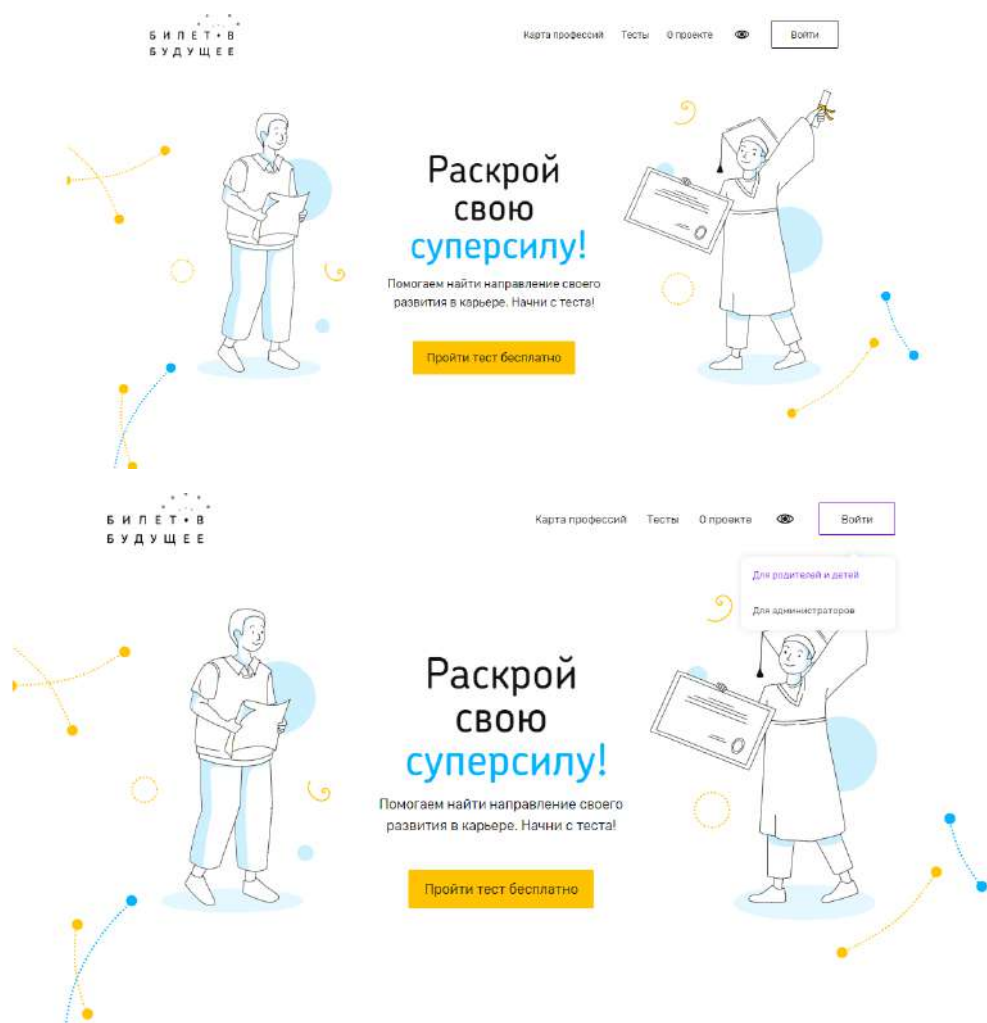 БИЛЕТ•В
БУДУЩЕЕ
Карта профессий Тесты О проекте Войти
Раскрой
свою
суперсилу!
Помогаем найти направление своего
развития в карьере. Начни с теста!
Пройти тест бесплатно
БИЛЕТ•В
БУДУЩЕЕ
Карта профессий Тесты О проекте Войти
Для родителей и детей
Для администраторов
Раскрой
свою
суперсилу!
Помогаем найти направление своего
развития в карьере. Начни с теста!
Пройти тест бесплатно